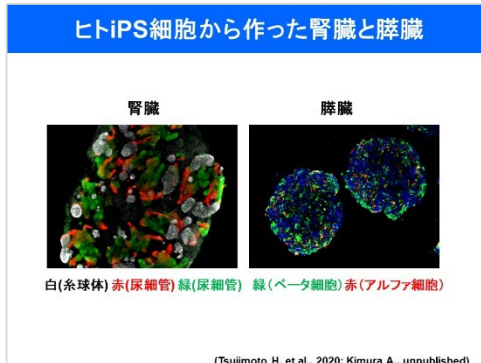 ヒトiPS細胞から作った腎臓と膵臓
腎臓 膵臓
白(糸球体) 赤(尿細管) 緑(尿細管) 緑(ベータ細胞) 赤(アルファ細胞)
(Tsujimoto H, et al., 2020; Kimura A., unpublished)